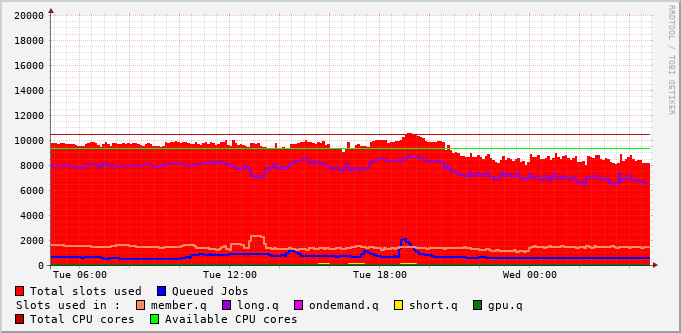 20000
18000
16000
14000
12000
10000
8000
6000
4000
2000
0
Tue 06:00 Tue 12:00 Tue 18:00 Wed 00:00
Total slots used Queued Jobs
Slots used in : member.q long.q ondemand.q short.q gpu.q
Total CPU cores Available CPU cores
RRDTOOL / TOBI OETIKER